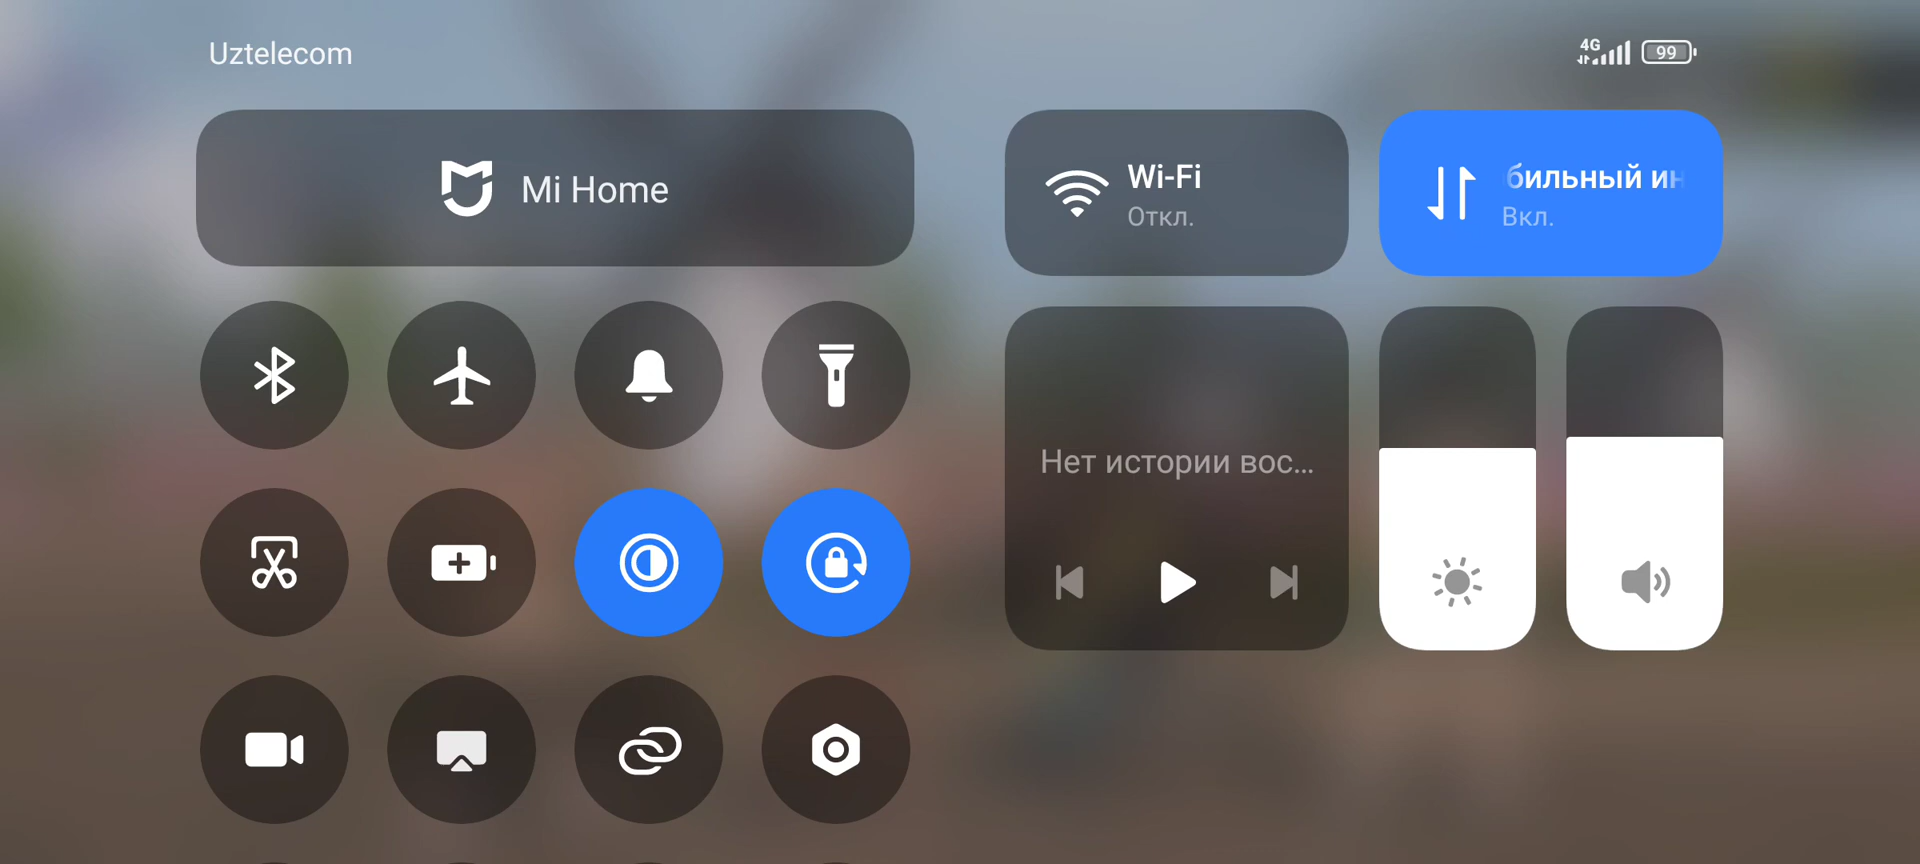 Uztelecom
4G
99
Mi Home
Wi-Fi
Откл.
бильный ин
Вкл.
Нет истории вос...